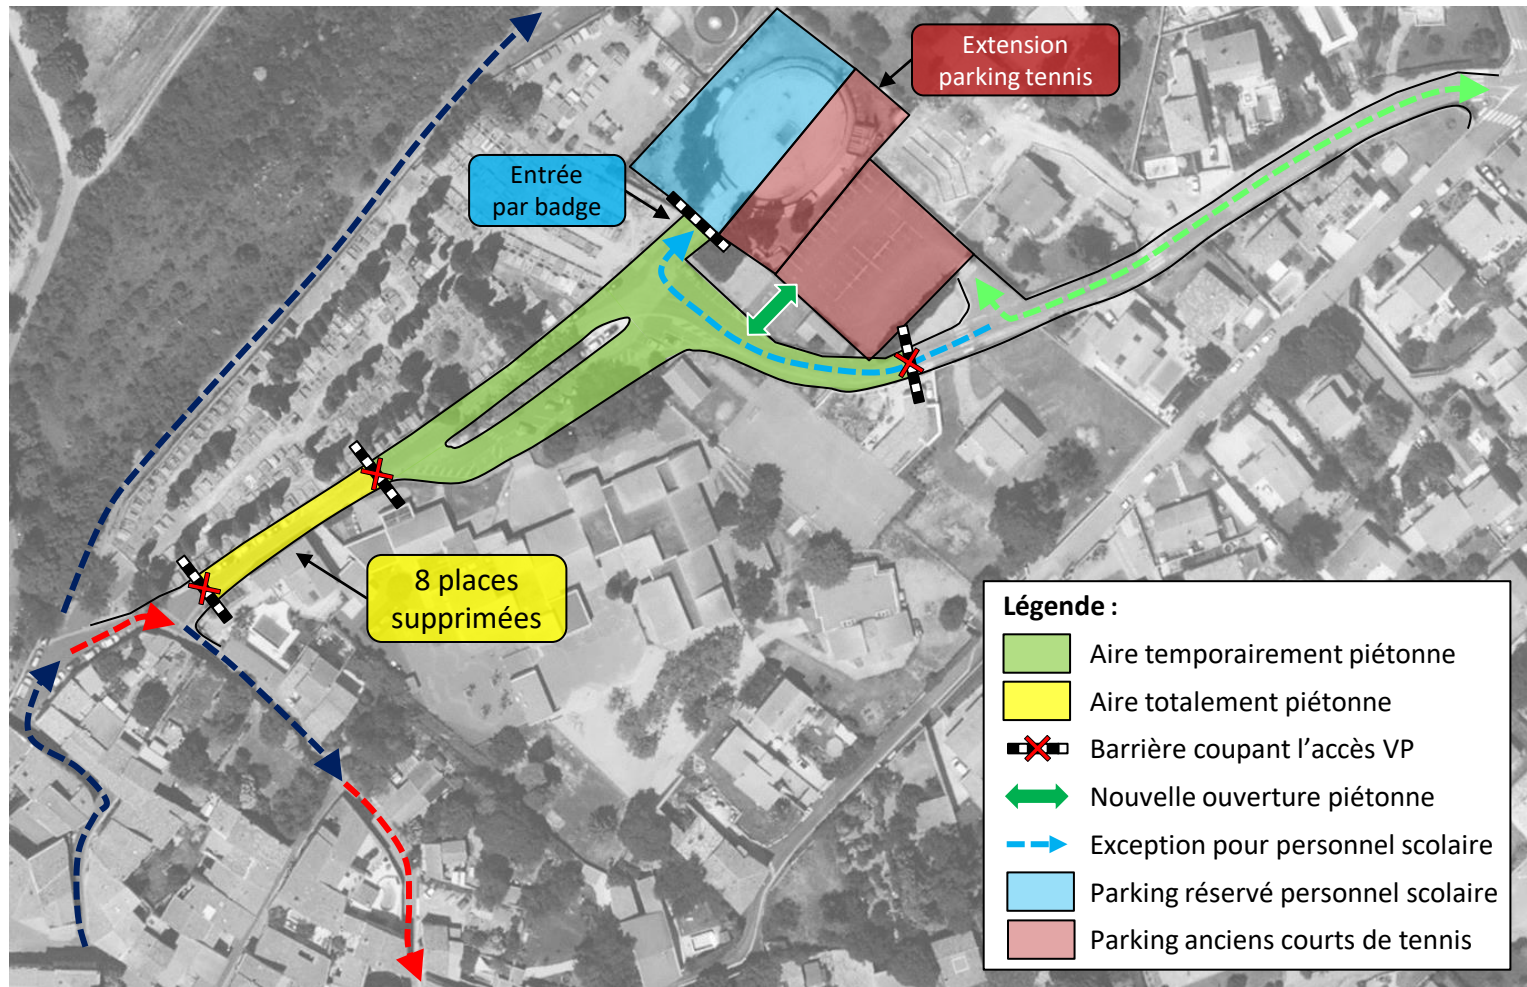 Extension
parking tennis
Entrée
par badge
8 places
supprimées
Légende :
Aire temporairement piétonne
Aire totalement piétonne
Barrière coupant l'accès VP
Nouvelle ouverture piétonne
Exception pour personnel scolaire
Parking réservé personnel scolaire
Parking anciens courts de tennis